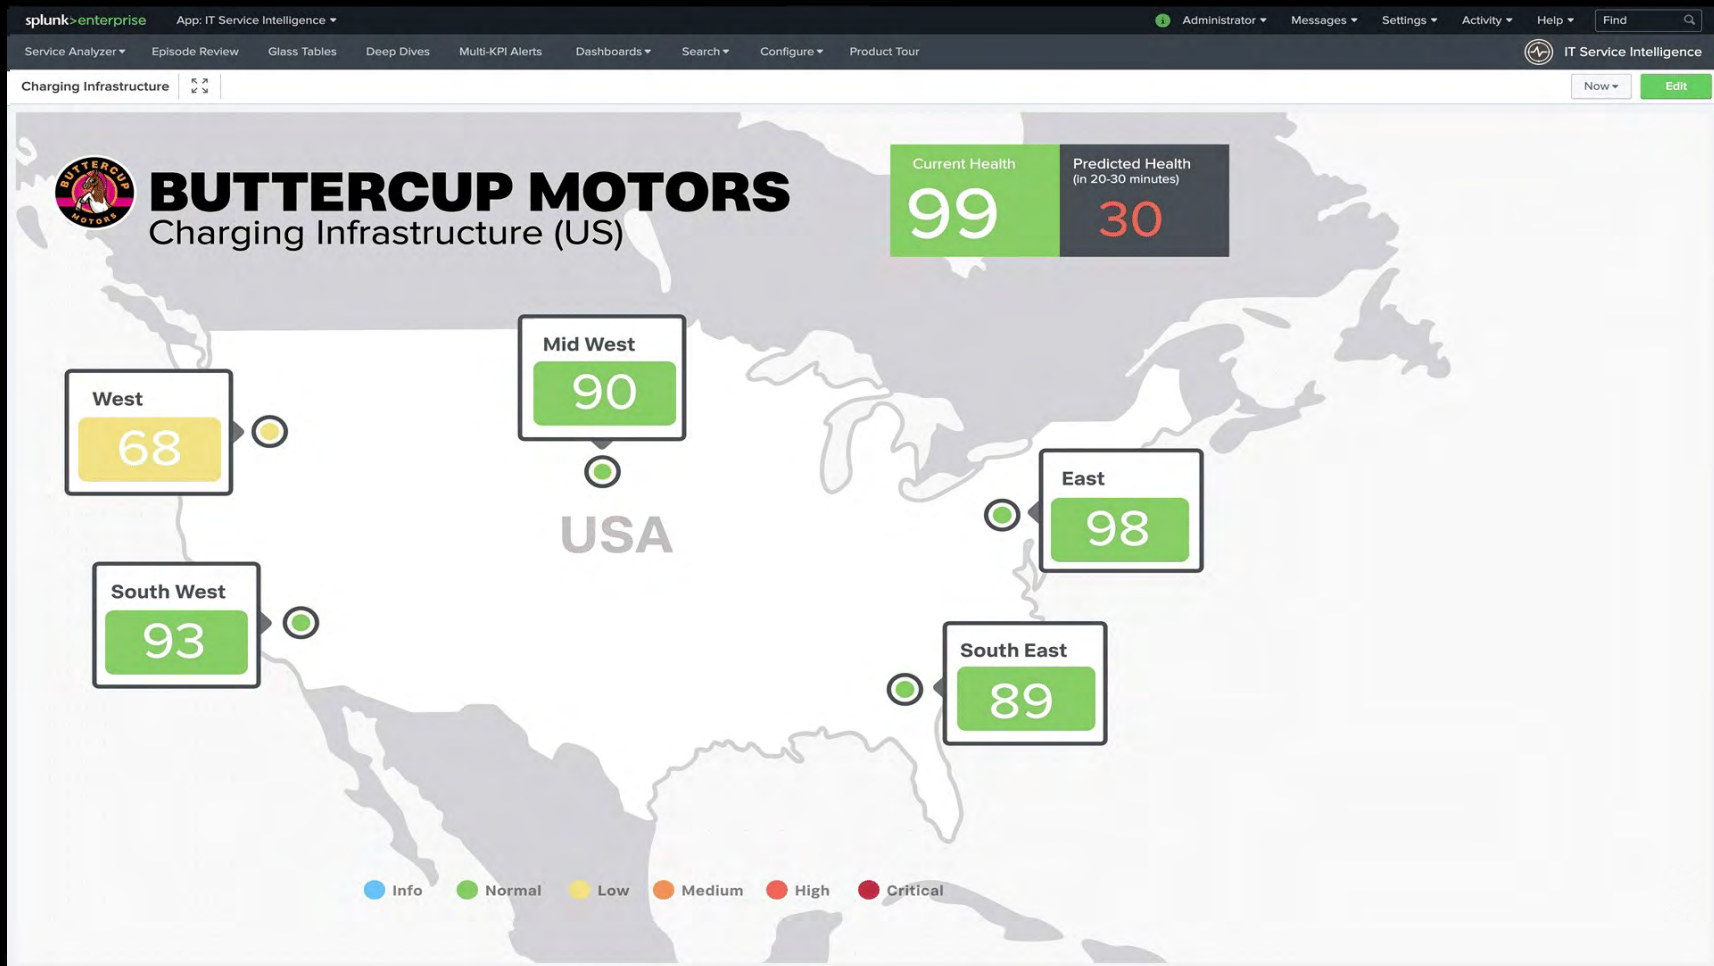 splunk>enterprise App: IT Service Intelligence Administrator Messages Settings Activity Help Find
Service Analyzer Episode Review Glass Tables Deep Dives Multi-KPI Alerts Dashboards Search Configure Product Tour IT Service Intelligence
Charging Infrastructure Now Edit
BUTTERCUP
MOTORS
BUTTERCUP MOTORS
Charging Infrastructure (US)
Current Health
99
Predicted Health
(in 20-30 minutes)
30
Mid West
90
West
68
USA
East
98
South West
93
South East
89
Info Normal Low Medium High Critical